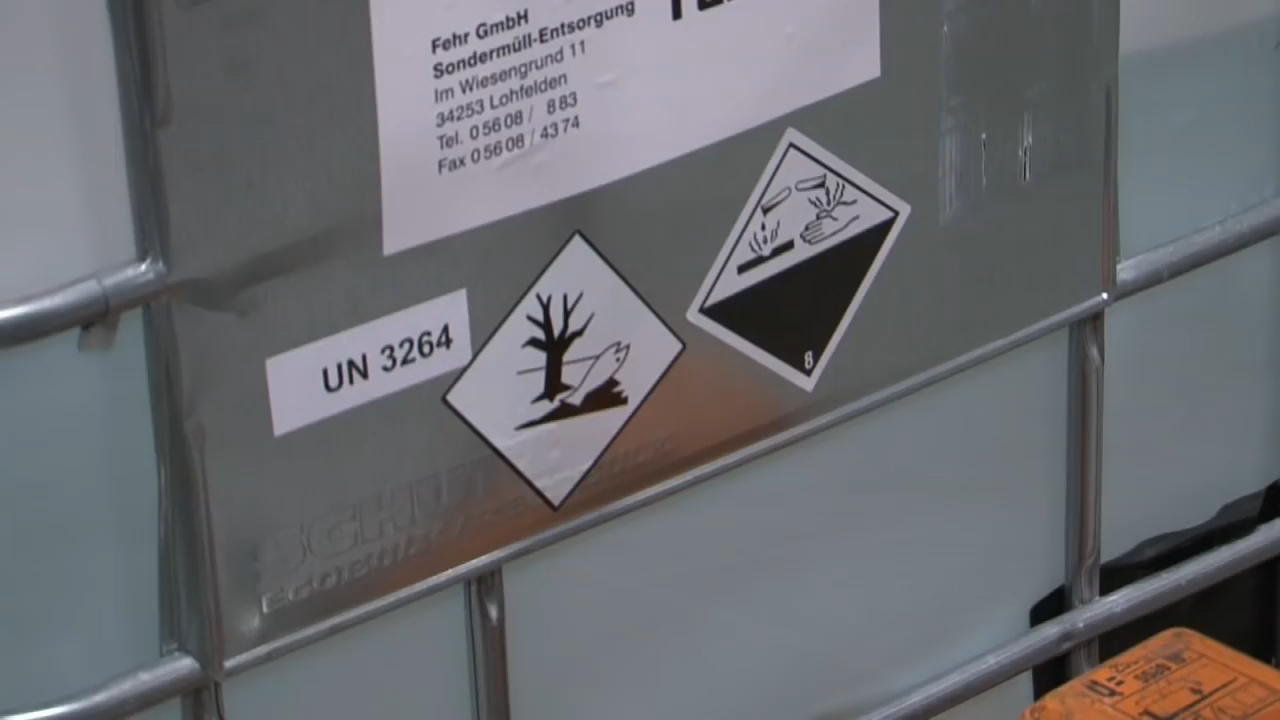 Fehr GmbH
Sondermüll-Entsorgung
Im Wiesengrund 11
34253 Lohfelden
Tel. 0 56 08 / 8 83
Fax 0 56 08 / 43 74
UN 3264
8
SCHÜTZ